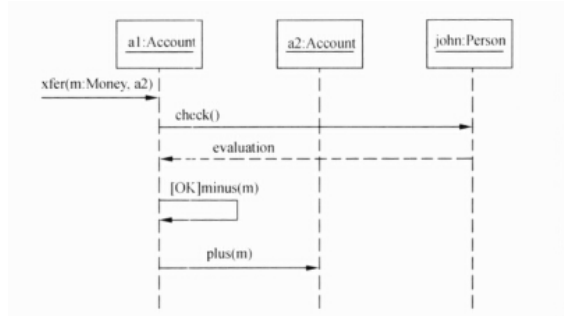 a1:Account
a2:Account
john:Person
xfer(m:Money, a2)
check()
evaluation
[OK]minus(m)
plus(m)